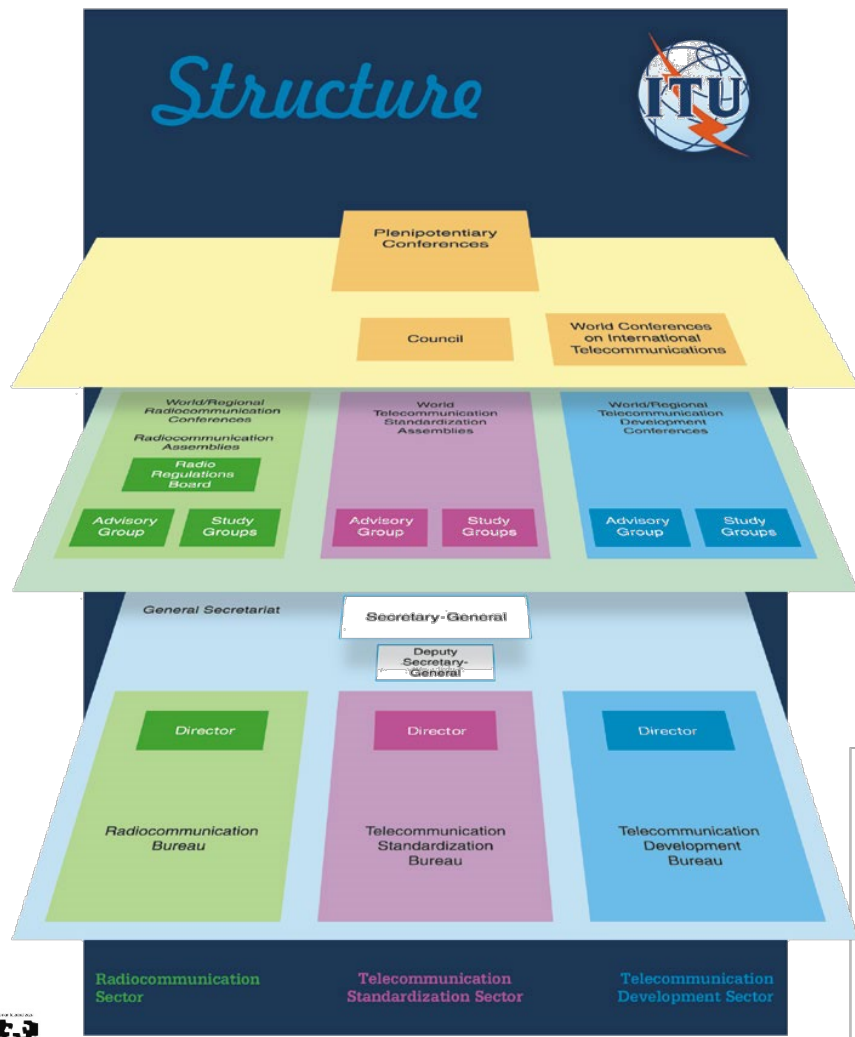 Structure
ITU
Plenipotentiary
Conferences
Council
World Conferences
on International
Telecommunications
World/Regional
Radiocommunication
Conferences
Radiocommunication
Assemblies
Radio
Regulations
Board
Advisory
Group
Study
Groups
World
Telecommunication
Standardization
Assemblies
Advisory
Group
Study
Groups
World/Regional
Telecommunication
Development
Conferences
Advisory
Group
Study
Groups
General Secretariat
Secretary-General
Deputy
Secretary-
General
Director
Radiocommunication
Bureau
Director
Telecommunication
Standardization
Bureau
Director
Telecommunication
Development
Bureau
Radiocommunication
Sector
Telecommunication
Standardization Sector
Telecommunication
Development Sector